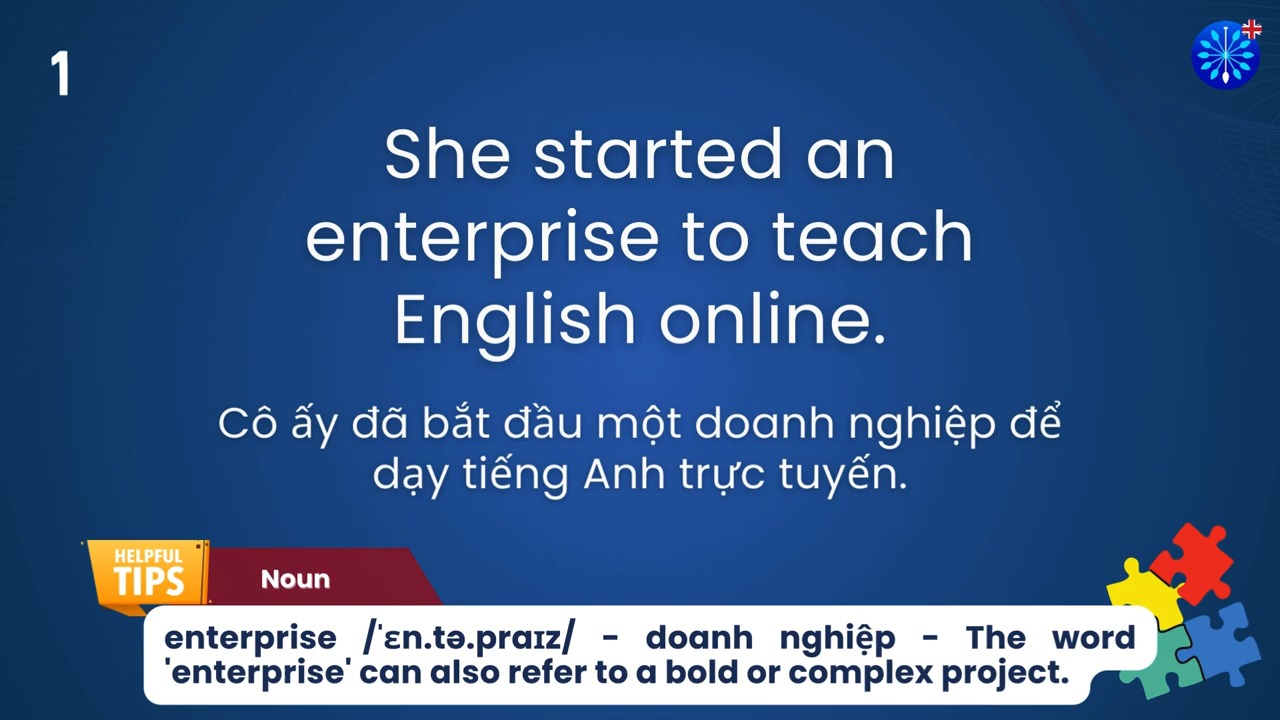 1
She started an
enterprise to teach
English online.
Cô ấy đã bắt đầu một doanh nghiệp để
dạy tiếng Anh trực tuyến.
HELPFUL
TIPS
Noun
enterprise /ˈɛn.tə.praɪz/ - doanh nghiệp - The word
'enterprise' can also refer to a bold or complex project.